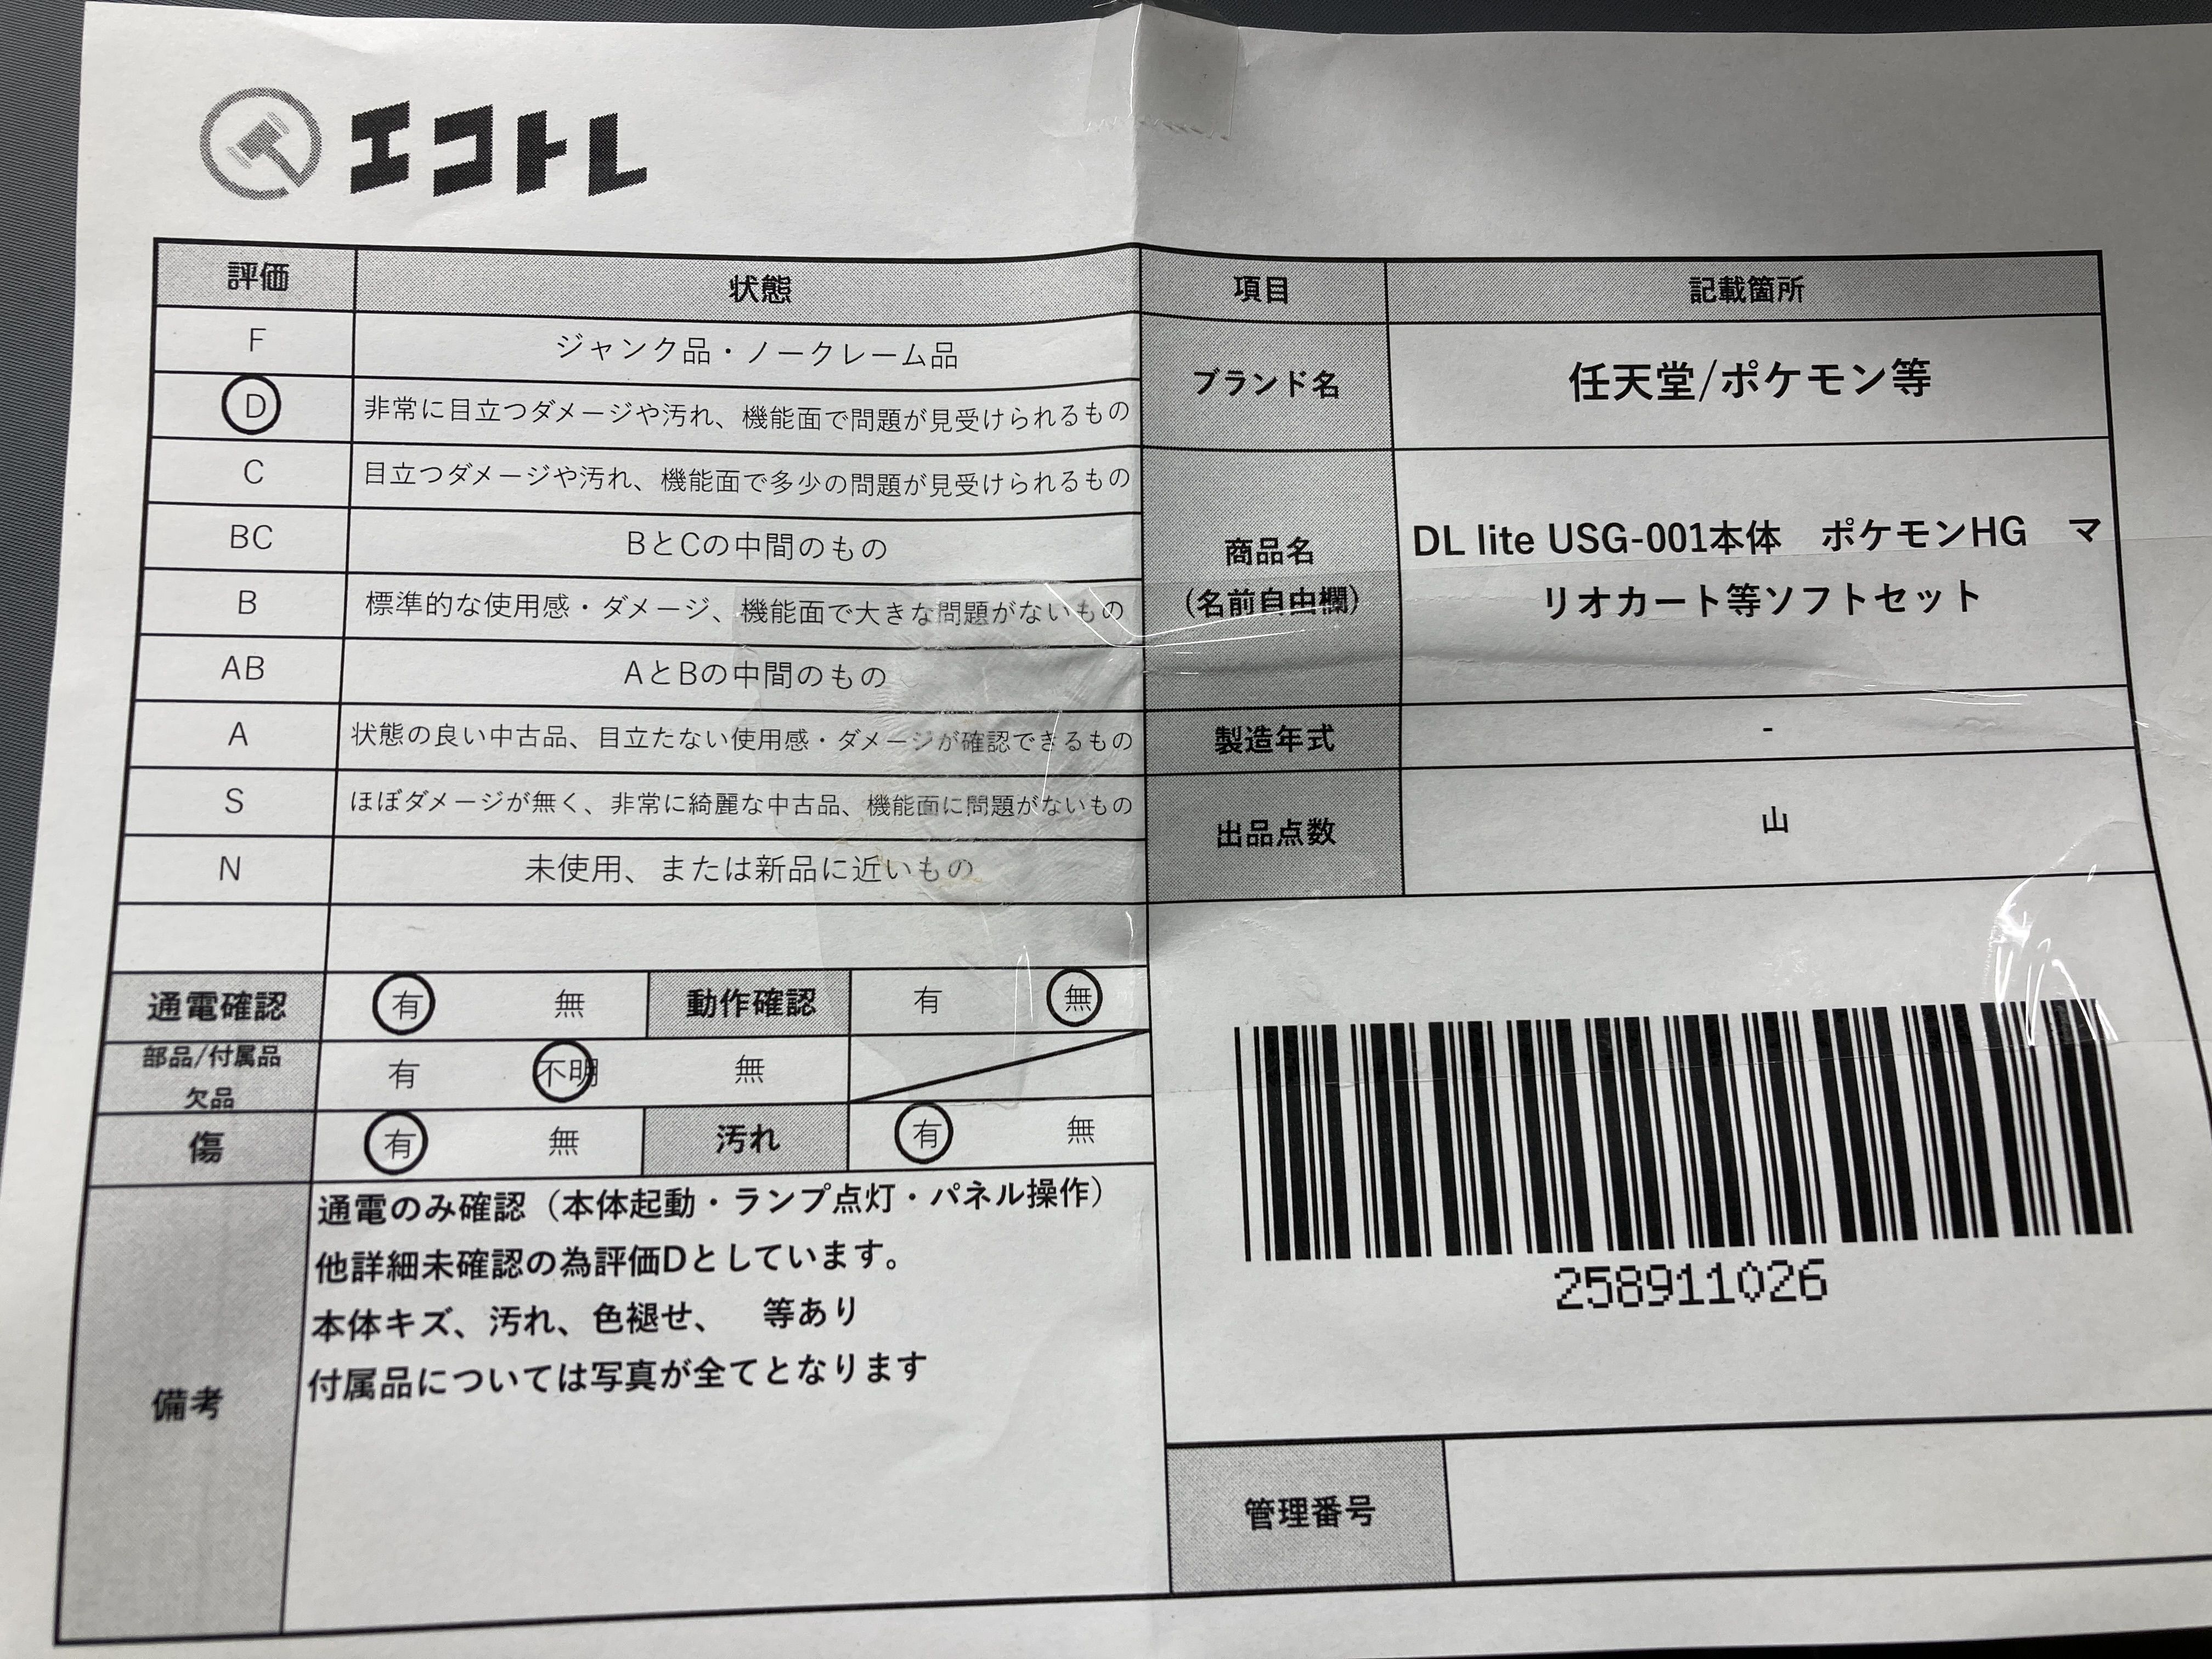 エコトレ
評価 状態
F ジャンク品・ノークレーム品
D 非常に目立つダメージや汚れ、機能面で問題が見受けられるもの
C 目立つダメージや汚れ、機能面で多少の問題が見受けられるもの
BC BとCの中間のもの
B 標準的な使用感・ダメージ、機能面で大きな問題がないもの
AB AとBの中間のもの
A 状態の良い中古品、目立たない使用感・ダメージが確認できるもの
S ほぼダメージが無く、非常に綺麗な中古品、機能面に問題がないもの
N 未使用、または新品に近いもの
通電確認 有 無 動作確認 有 無
部品/付属品
欠品 有 不明 無
傷 有 無 汚れ 有 無
備考
通電のみ確認（本体起動・ランプ点灯・パネル操作）
他詳細未確認の為評価Dとしています。
本体キズ、汚れ、色褪せ、 等あり
付属品については写真が全てとなります
項目 記載箇所
ブランド名 任天堂/ポケモン等
商品名
（名前自由欄）
DL lite USG-001本体 ポケモンHG マ
リオカート等ソフトセット
製造年式 -
出品点数 山
258911026
管理番号